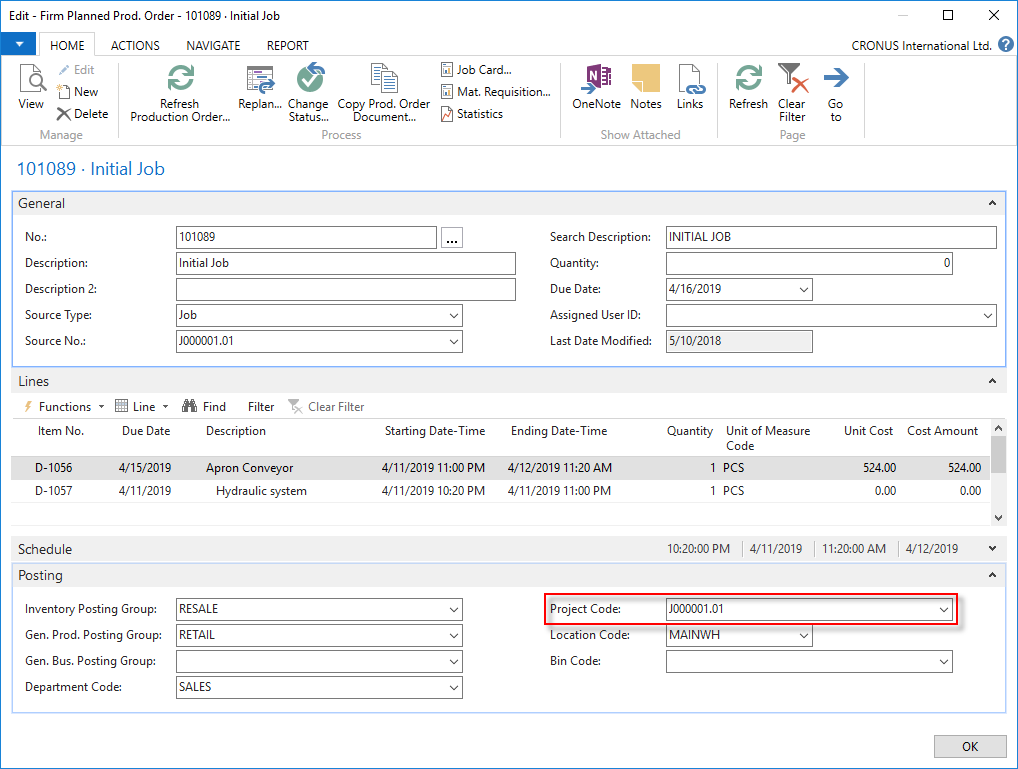 Edit - Firm Planned Prod. Order - 101089 · Initial Job
HOME ACTIONS NAVIGATE REPORT CRONUS International Ltd. ?
View
Edit
New
Delete
Manage
Refresh
Production Order...
Replan...
Change
Status...
Copy Prod. Order
Document...
Job Card...
Mat. Requisition...
Statistics
Process
OneNote
Notes
Links
Show Attached
Refresh
Clear
Filter
Go
to
Page
101089 · Initial Job
General
No.: 101089 ...
Description: Initial Job
Description 2:
Source Type: Job
Source No.: J000001.01
Search Description: INITIAL JOB
Quantity: 0
Due Date: 4/16/2019
Assigned User ID:
Last Date Modified: 5/10/2018
Lines
Functions Line Find Filter Clear Filter
Item No. Due Date Description Starting Date-Time Ending Date-Time Quantity Unit of Measure Code Unit Cost Cost Amount
D-1056 4/15/2019 Apron Conveyor 4/11/2019 11:00 PM 4/12/2019 11:20 AM 1 PCS 524.00 524.00
D-1057 4/11/2019 Hydraulic system 4/11/2019 10:20 PM 4/11/2019 11:00 PM 1 PCS 0.00 0.00
Schedule 10:20:00 PM 4/11/2019 11:20:00 AM 4/12/2019
Posting
Inventory Posting Group: RESALE
Gen. Prod. Posting Group: RETAIL
Gen. Bus. Posting Group:
Department Code: SALES
Project Code: J000001.01
Location Code: MAINWH
Bin Code:
OK